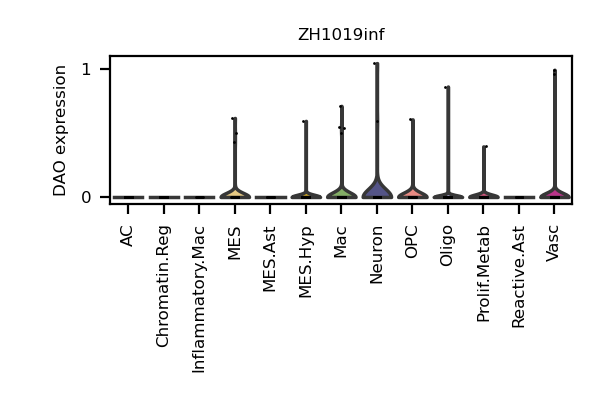 ZH1019inf
DAO expression
1
0
AC
Chromatin.Reg
Inflammatory.Mac
MES
MES.Ast
MES.Hyp
Mac
Neuron
OPC
Oligo
Prolif.Metab
Reactive.Ast
Vasc